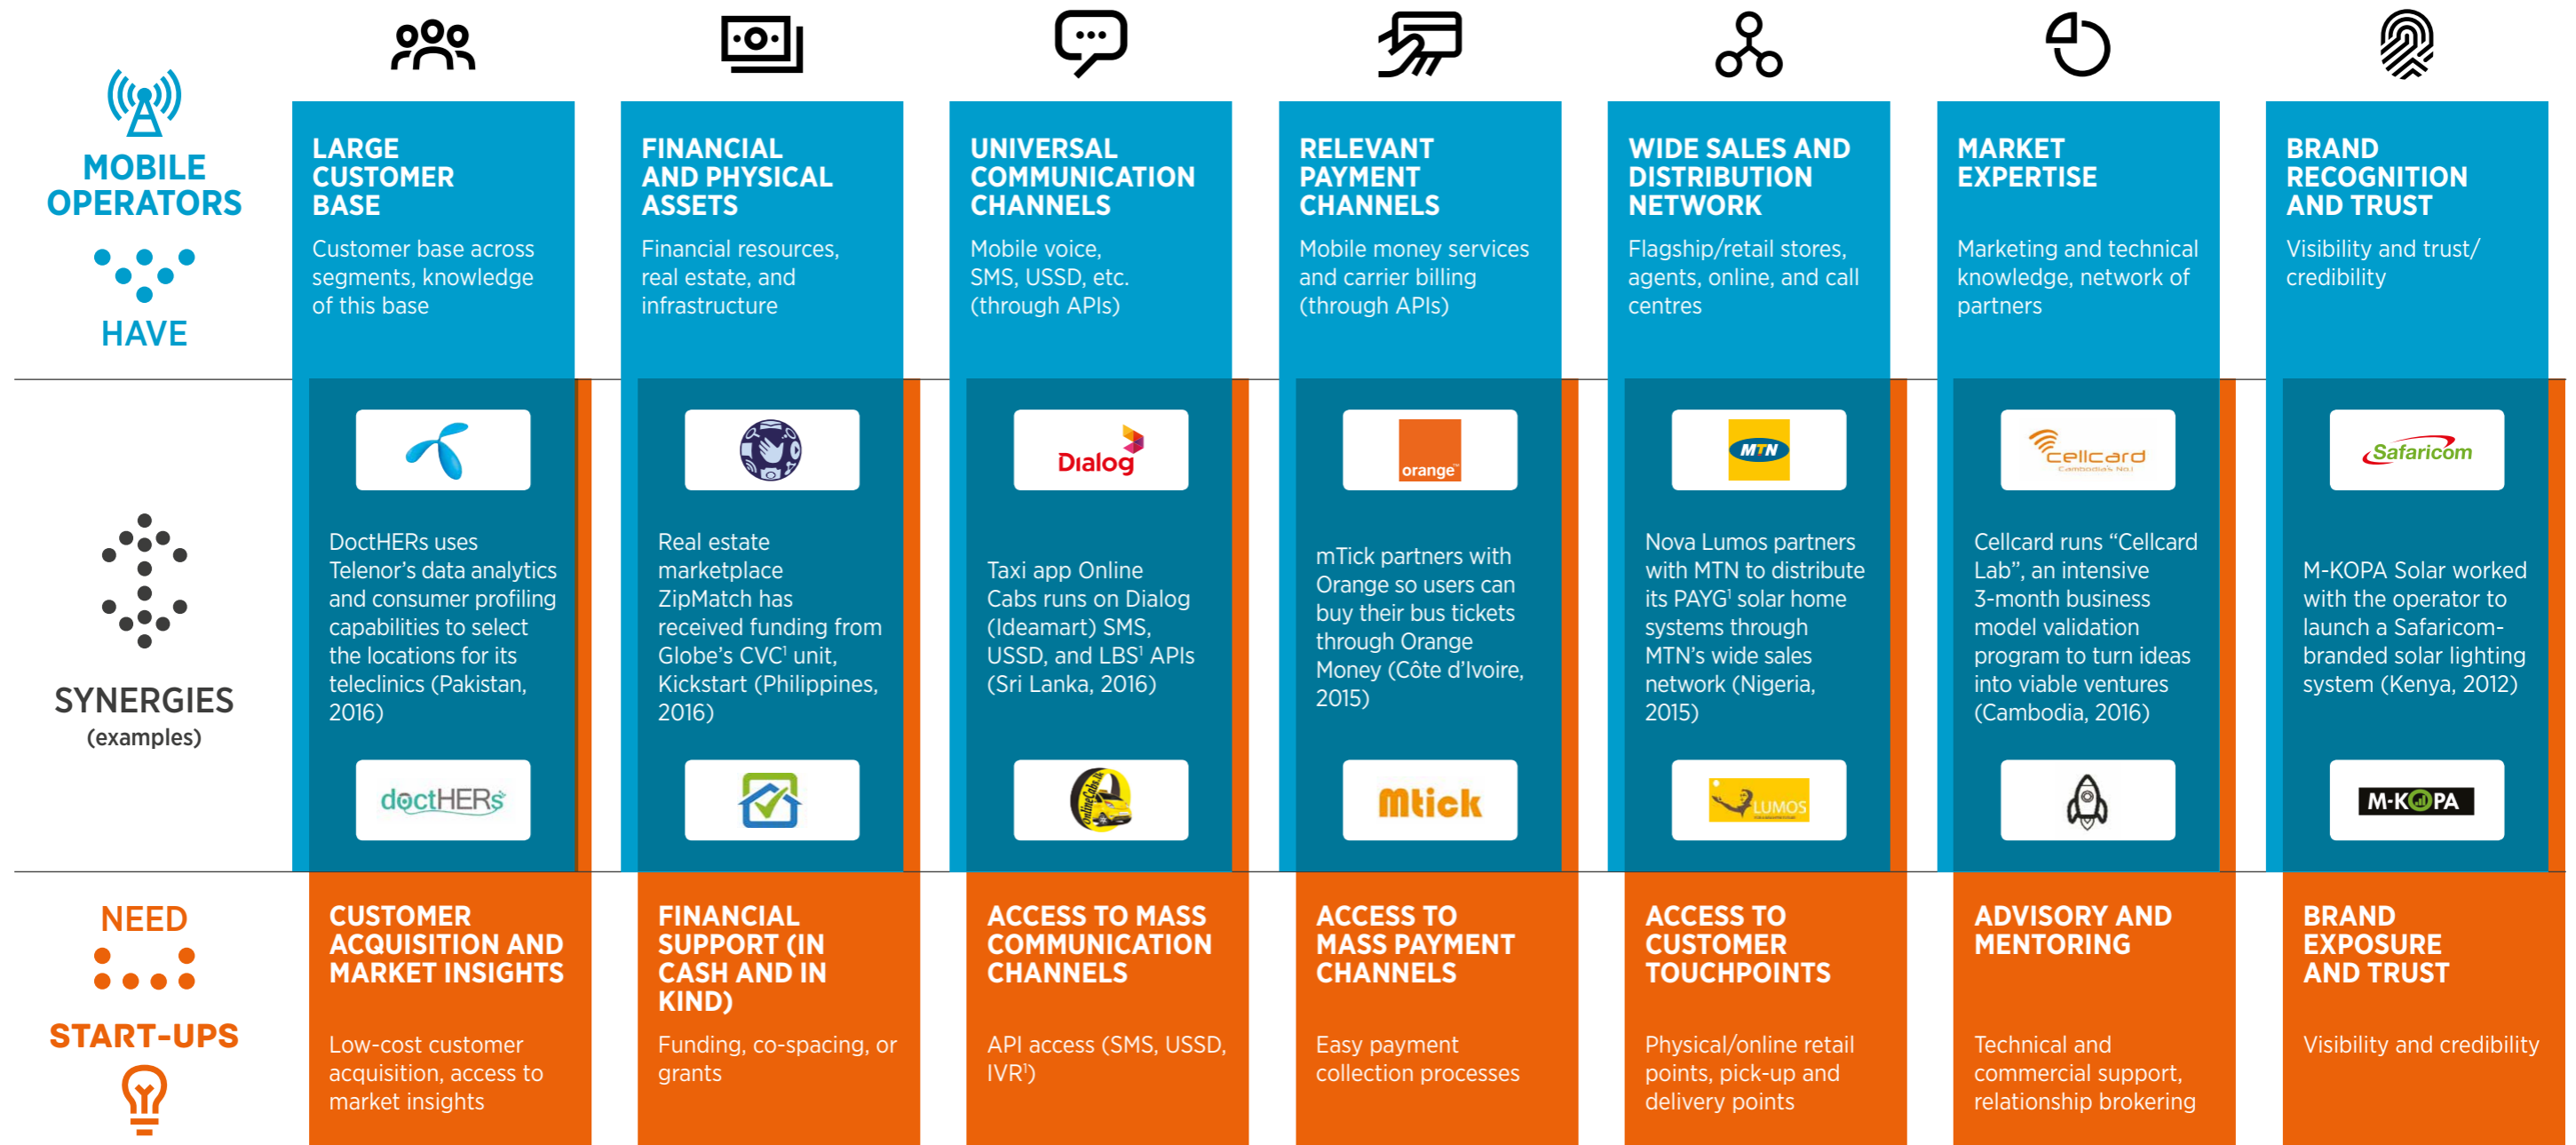 MOBILE
OPERATORS
HAVE
LARGE
CUSTOMER
BASE
Customer base across
segments, knowledge
of this base
FINANCIAL
AND PHYSICAL
ASSETS
Financial resources,
real estate, and
infrastructure
UNIVERSAL
COMMUNICATION
CHANNELS
Mobile voice,
SMS, USSD, etc.
(through APIs)
RELEVANT
PAYMENT
CHANNELS
Mobile money services
and carrier billing
(through APIs)
WIDE SALES AND
DISTRIBUTION
NETWORK
Flagship/retail stores,
agents, online, and call
centres
MARKET
EXPERTISE
Marketing and technical
knowledge, network of
partners
BRAND
RECOGNITION
AND TRUST
Visibility and trust/
credibility
SYNERGIES
(examples)
DoctHERs uses
Telenor’s data analytics
and consumer profiling
capabilities to select
the locations for its
teleclinics (Pakistan,
2016)
doctHERs
Real estate
marketplace
ZipMatch has
received funding from
Globe’s CVC¹ unit,
Kickstart (Philippines,
2016)
Dialog
Taxi app Online
Cabs runs on Dialog
(Ideamart) SMS,
USSD, and LBS¹ APIs
(Sri Lanka, 2016)
OnlineCabs.lk
orange™
mTick partners with
Orange so users can
buy their bus tickets
through Orange
Money (Côte d’Ivoire,
2015)
Mtick
MTN
Nova Lumos partners
with MTN to distribute
its PAYG¹ solar home
systems through
MTN’s wide sales
network (Nigeria,
2015)
LUMOS
cellcard
Cambodia's No.1
Cellcard runs “Cellcard
Lab”, an intensive
3-month business
model validation
program to turn ideas
into viable ventures
(Cambodia, 2016)
Safaricom
M-KOPA Solar worked
with the operator to
launch a Safaricom-
branded solar lighting
system (Kenya, 2012)
M-KOPA
NEED
START-UPS
CUSTOMER
ACQUISITION AND
MARKET INSIGHTS
Low-cost customer
acquisition, access to
market insights
FINANCIAL
SUPPORT (IN
CASH AND IN
KIND)
Funding, co-spacing, or
grants
ACCESS TO MASS
COMMUNICATION
CHANNELS
API access (SMS, USSD,
IVR¹)
ACCESS TO
MASS PAYMENT
CHANNELS
Easy payment
collection processes
ACCESS TO
CUSTOMER
TOUCHPOINTS
Physical/online retail
points, pick-up and
delivery points
ADVISORY AND
MENTORING
Technical and
commercial support,
relationship brokering
BRAND
EXPOSURE
AND TRUST
Visibility and credibility